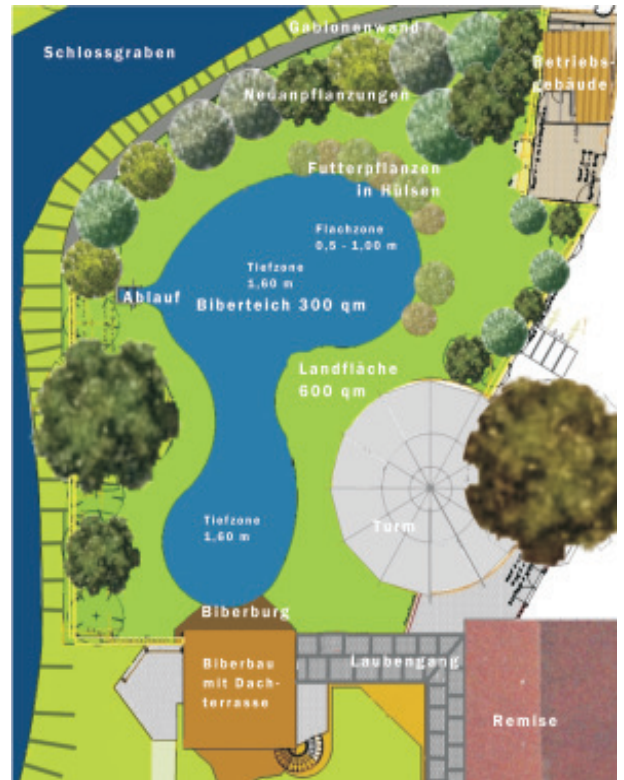 Gabionenwand
Schlossgraben
Betriebs-
gebäude
Neuanpflanzungen
Futterpflanzen
in Hülsen
Flachzone
0,5 - 1,00 m
Tiefzone
1,60 m
Ablauf
Biberteich 300 qm
Landfläche
600 qm
Tiefzone
1,60 m
Turm
Biberburg
Biberbau
mit Dach-
terrasse
Laubengang
Remise